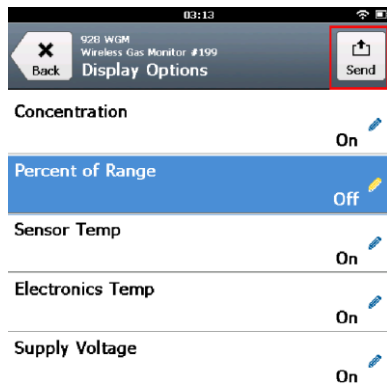 03:13
928 WGM
Wireless Gas Monitor #199
Back
Display Options
Send
Concentration
On
Percent of Range
Off
Sensor Temp
On
Electronics Temp
On
Supply Voltage
On